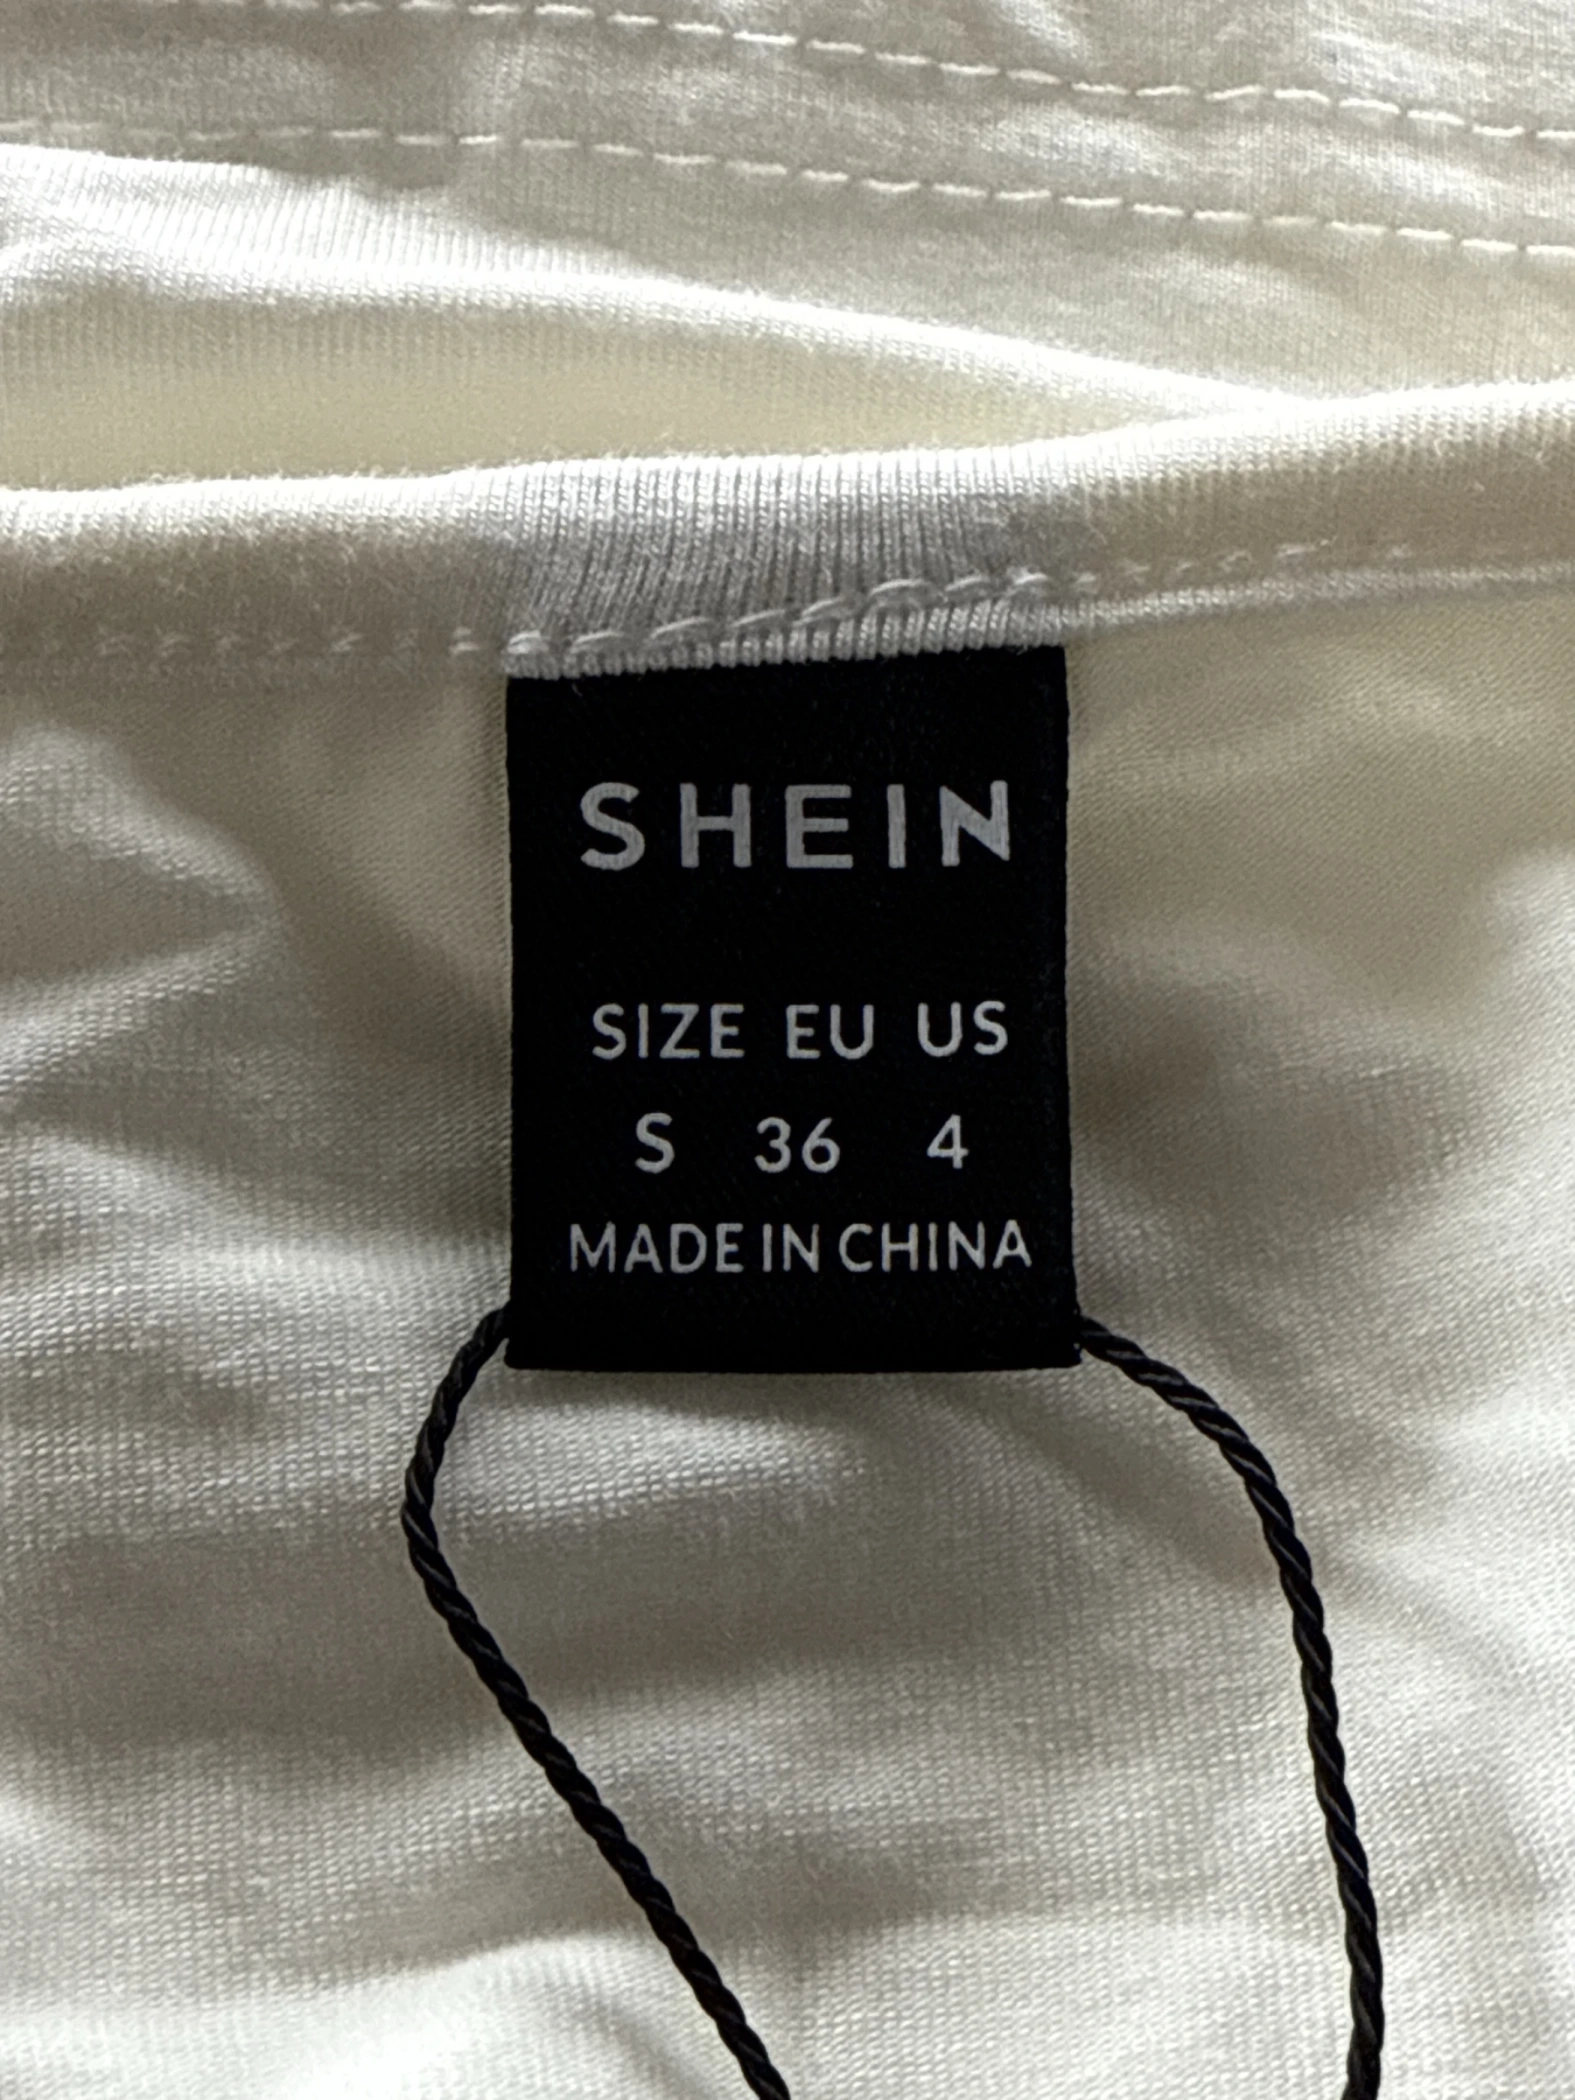 SHEIN
SIZE EU US
S 36 4
MADE IN CHINA